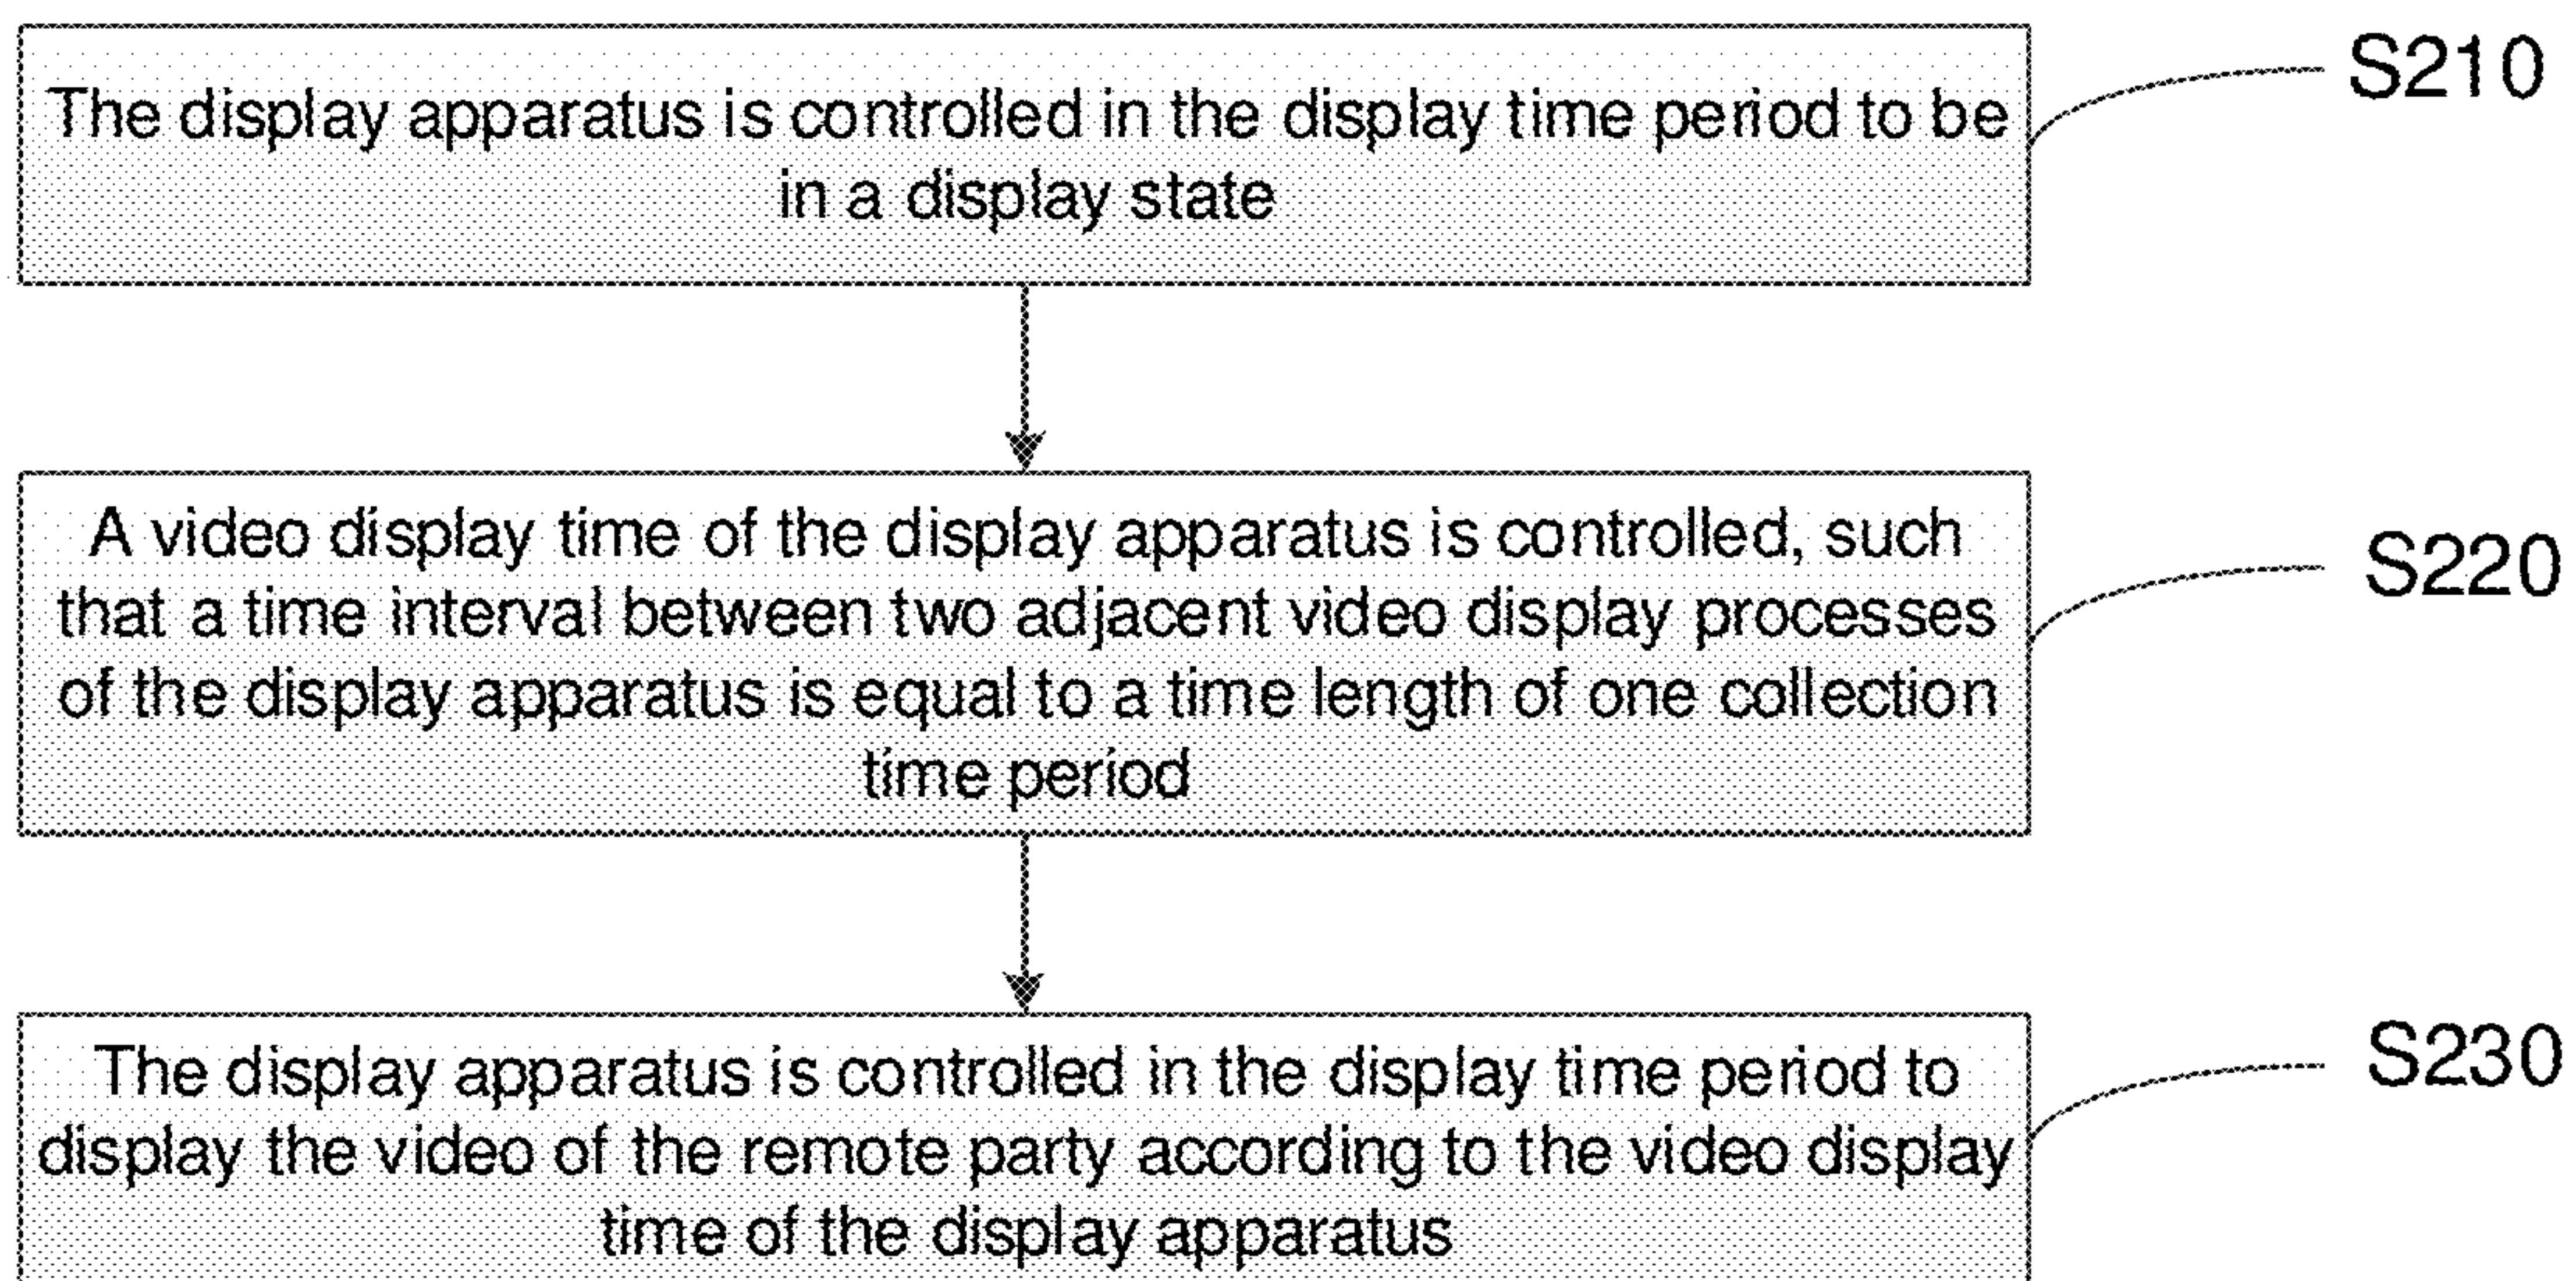 The display apparatus is controlled in the display time period to be
in a display state
S210
A video display time of the display apparatus is controlled, such
that a time interval between two adjacent video display processes
of the display apparatus is equal to a time length of one collection
time period
S220
The display apparatus is controlled in the display time period to
display the video of the remote party according to the video display
time of the display apparatus
S230